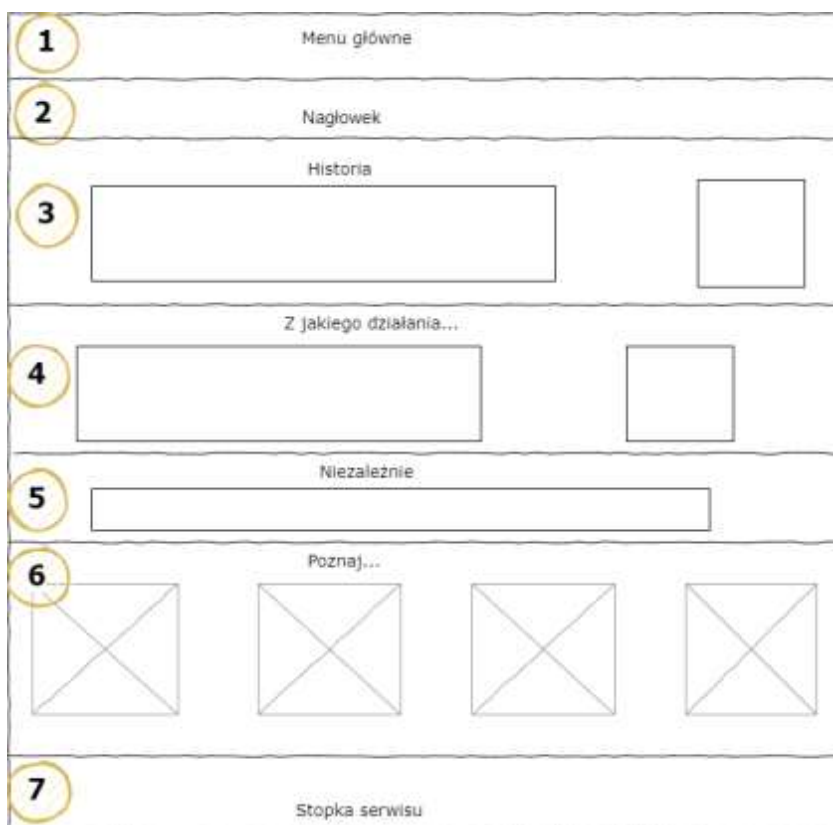 1
Menu główne
2
Nagłowek
Historia
3
Z jakiego działania...
4
Niezależnie
5
Poznaj...
6
7
Stopka serwisu